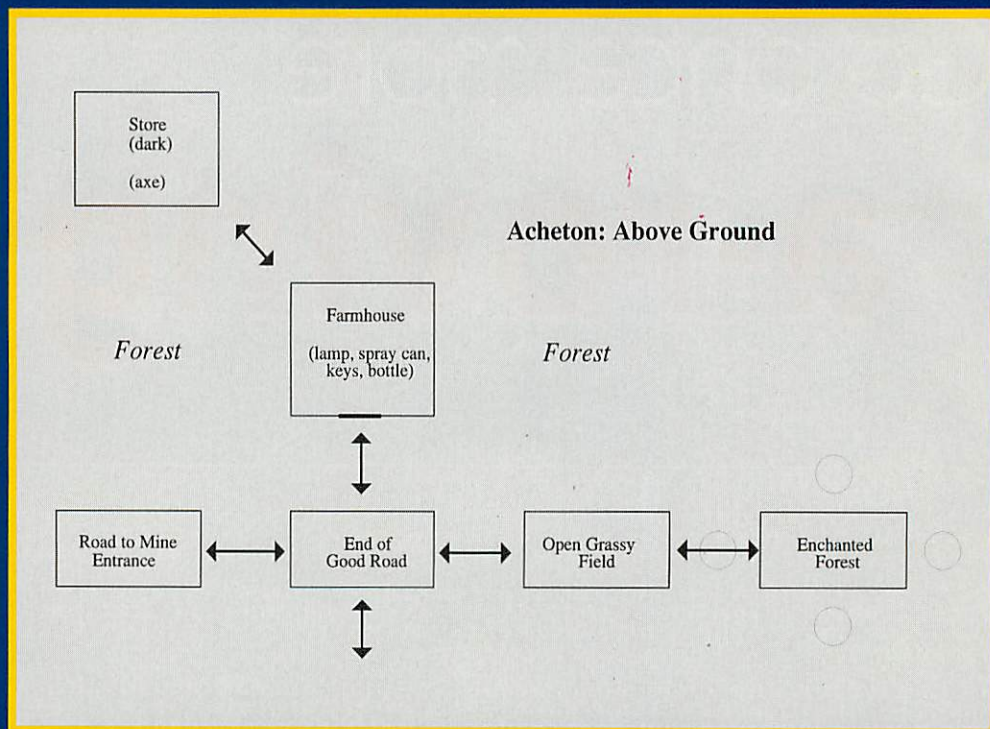 Store
(dark)
(axe)
Acheton: Above Ground
Farmhouse
(lamp, spray can,
keys, bottle)
Forest
Forest
Road to Mine
Entrance
End of
Good Road
Open Grassy
Field
Enchanted
Forest